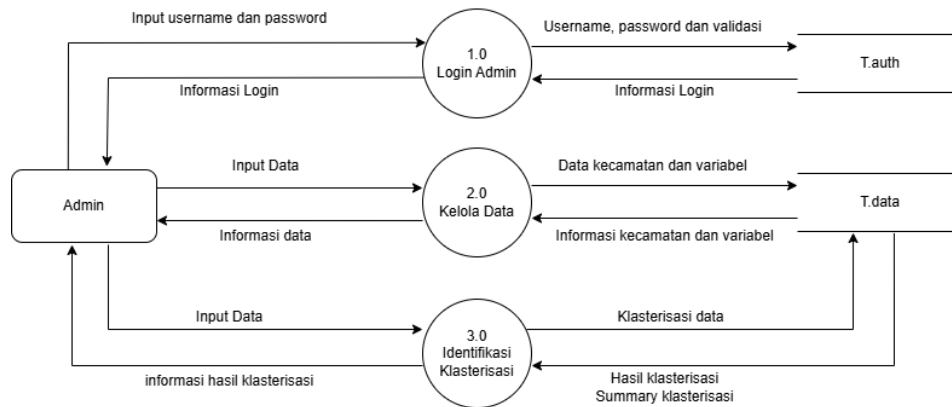 Input username dan password
1.0
Login Admin
Username, password dan validasi
T.auth
Informasi Login
Informasi Login
Admin
Input Data
2.0
Kelola Data
Data kecamatan dan variabel
T.data
Informasi data
Informasi kecamatan dan variabel
Input Data
3.0
Identifikasi
Klasterisasi
Klasterisasi data
informasi hasil klasterisasi
Hasil klasterisasi
Summary klasterisasi